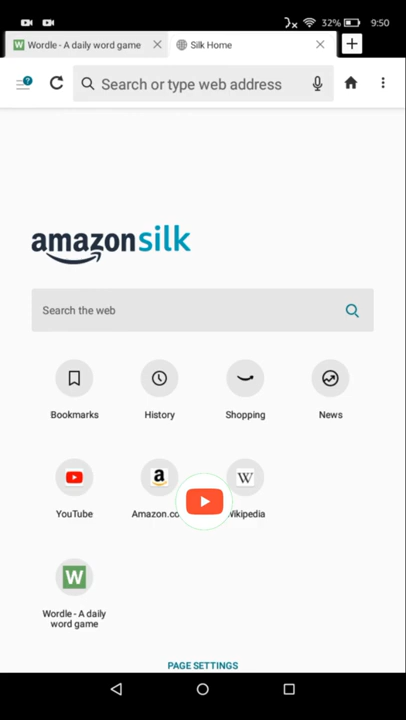 32% 9:50
W Wordle - A daily word game
Silk Home
Search or type web address
amazonsilk
Search the web
Bookmarks History Shopping News
a W
YouTube Amazon.co Wikipedia
W
Wordle - A daily
word game
PAGE SETTINGS